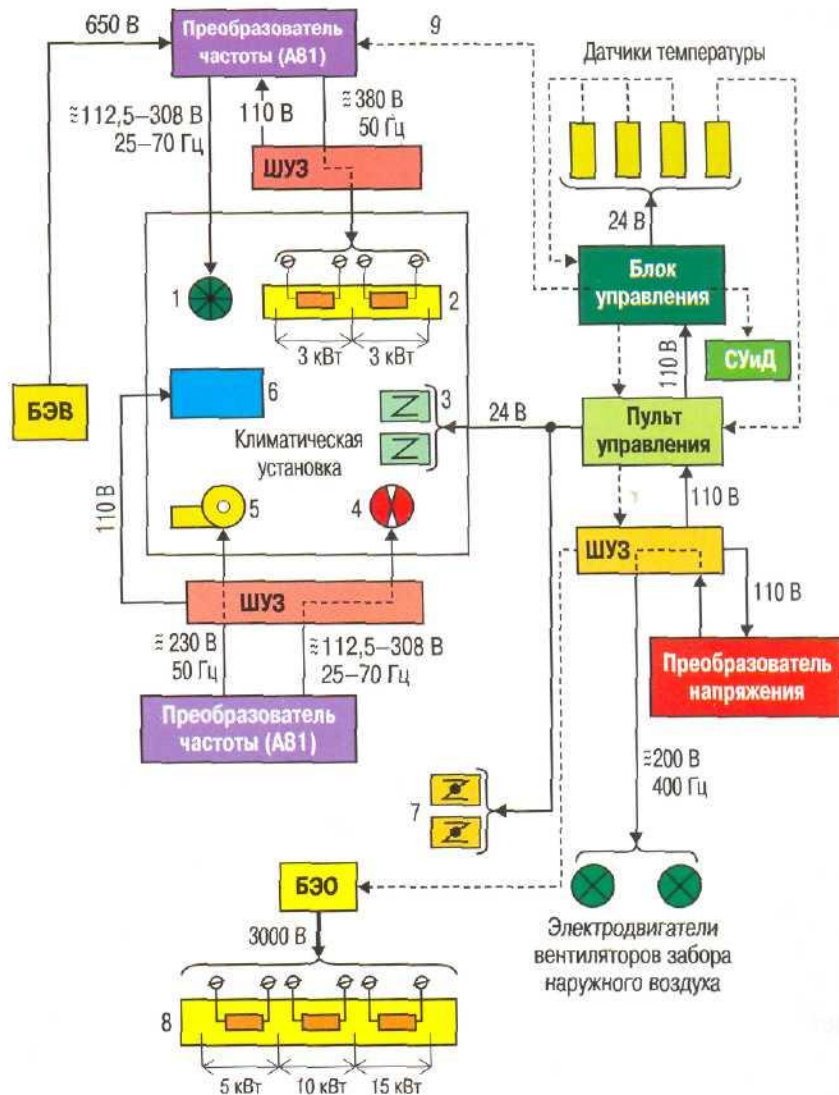 650 В
Преобразователь
частоты (А81)
9
Датчики температуры
≈112,5–308 В
25–70 Гц
110 В
≈380 В
50 Гц
ШУЗ
24 В
1
2
3 кВт
3 кВт
Блок
управления
110 В
СУиД
БЭВ
6
3
24 В
Пульт
управления
Климатическая
установка
110 В
5
4
110 В
ШУЗ
ШУЗ
110 В
≈230 В
50 Гц
≈112,5–308 В
25–70 Гц
Преобразователь
напряжения
Преобразователь
частоты (А81)
≈200 В
400 Гц
7
БЭО
3000 В
Электродвигатели
вентиляторов забора
наружного воздуха
8
5 кВт
10 кВт
15 кВт